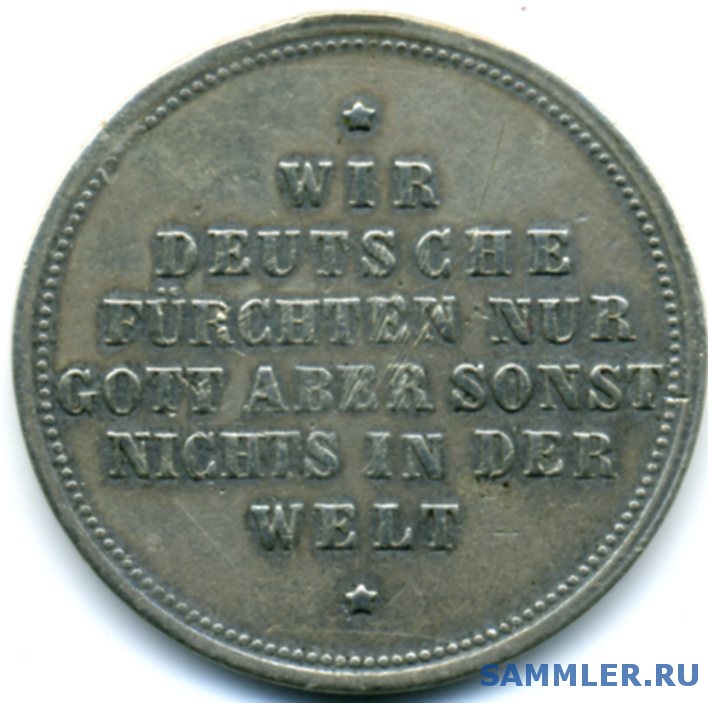 WIR
DEUTSCHE
FÜRCHTEN NUR
GOTT ABER SONST
NICHTS IN DER
WELT
SAMMLER.RU